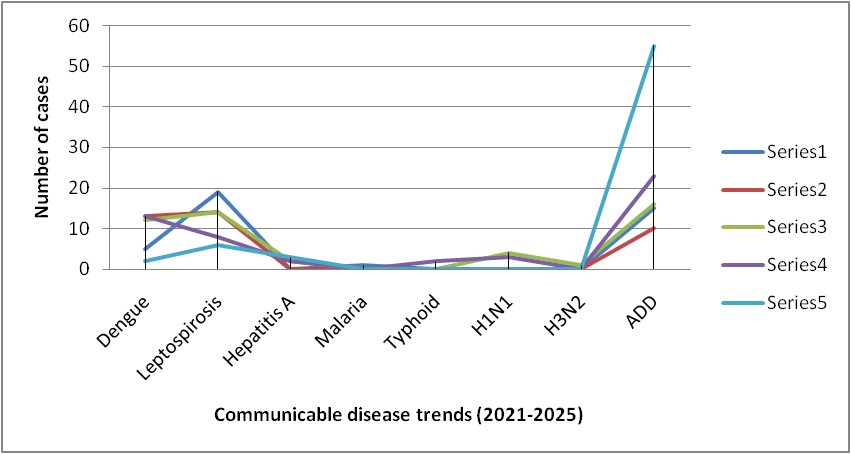 60
50
40
30
20
10
0
Number of cases
Dengue
Leptospirosis
Hepatitis A
Malaria
Typhoid
H1N1
H3N2
ADD
Communicable disease trends (2021-2025)
Series1
Series2
Series3
Series4
Series5